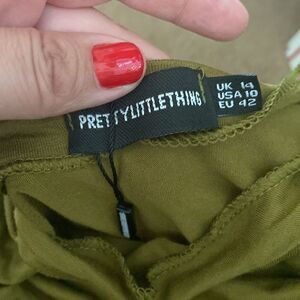 PRETTYLITTLETHING
UK 14
USA 10
EU 42